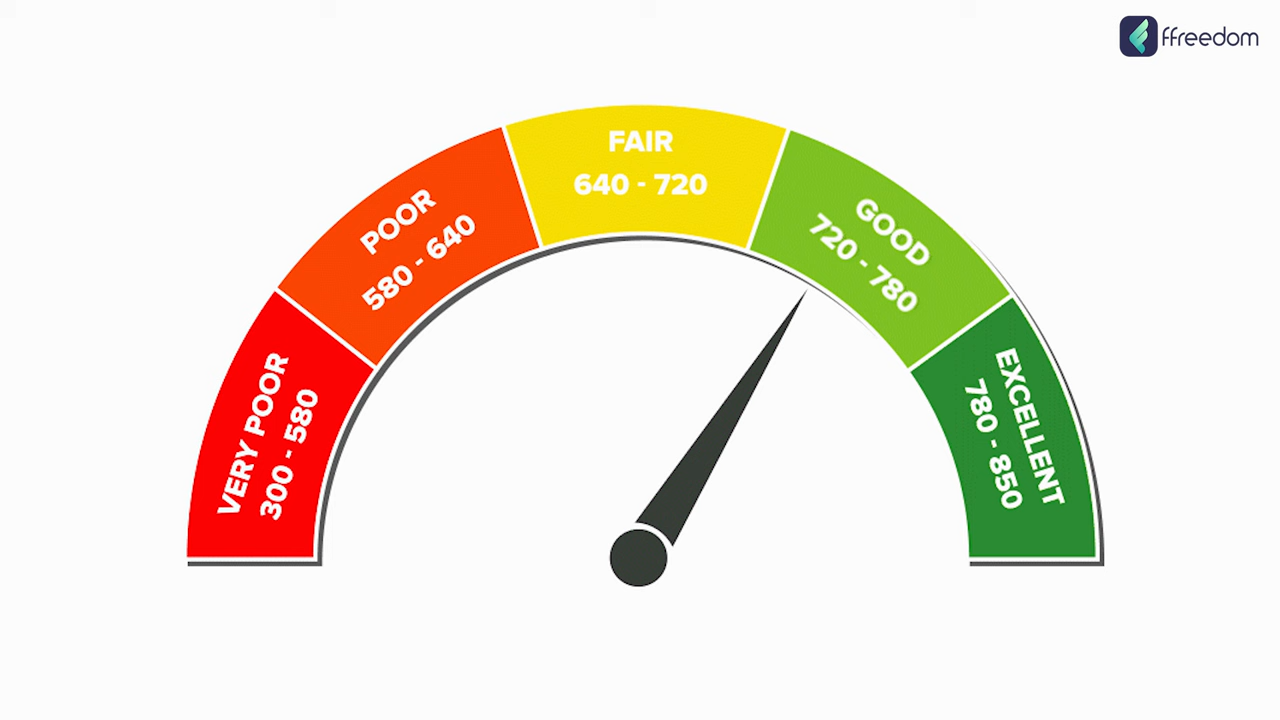 ffreedom
VERY POOR
300 - 580
POOR
580 - 640
FAIR
640 - 720
GOOD
720 - 780
EXCELLENT
780 - 850